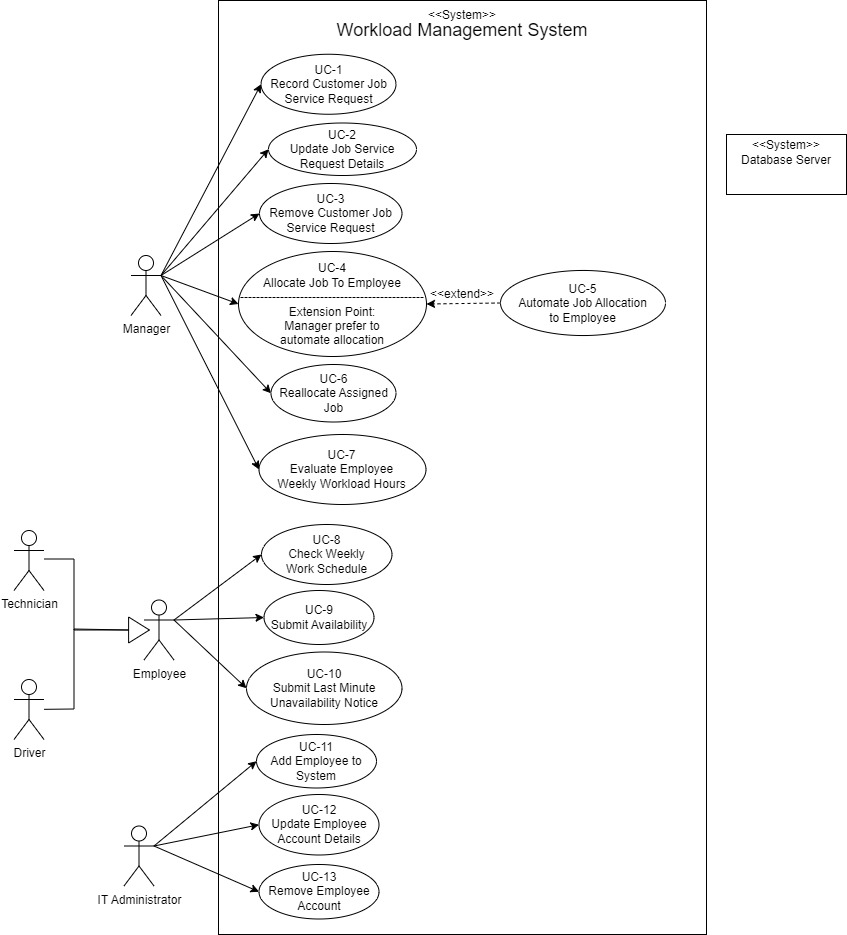 <<System>>
Workload Management System
UC-1
Record Customer Job
Service Request
UC-2
Update Job Service
Request Details
<<System>>
Database Server
UC-3
Remove Customer Job
Service Request
Manager
UC-4
Allocate Job To Employee
Extension Point:
Manager prefer to
automate allocation
<<extend>>
UC-5
Automate Job Allocation
to Employee
UC-6
Reallocate Assigned
Job
UC-7
Evaluate Employee
Weekly Workload Hours
Technician
UC-8
Check Weekly
Work Schedule
UC-9
Submit Availability
Employee
UC-10
Submit Last Minute
Unavailability Notice
Driver
UC-11
Add Employee to
System
UC-12
Update Employee
Account Details
IT Administrator
UC-13
Remove Employee
Account